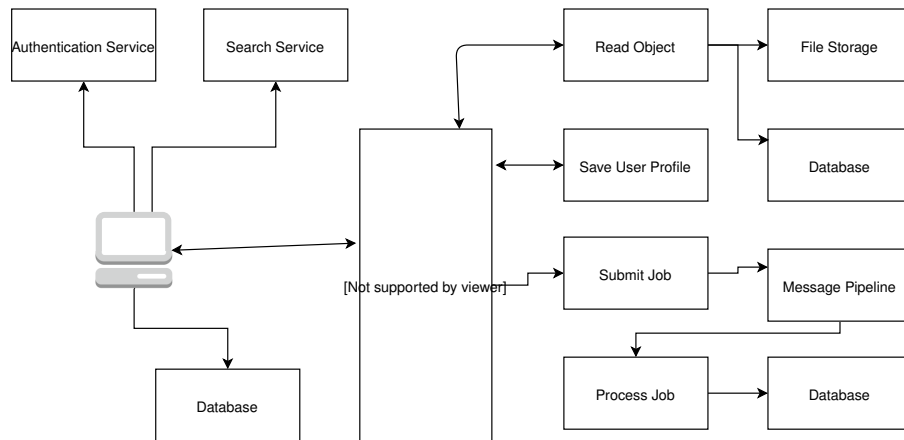 Authentication Service
Search Service
Read Object
File Storage
Save User Profile
Database
[Not supported by viewer]
Submit Job
Message Pipeline
Process Job
Database
Database